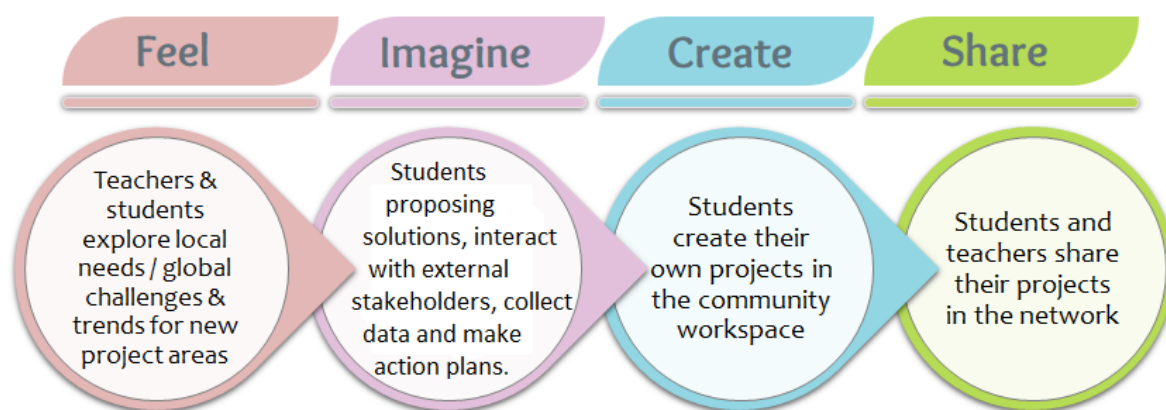 Feel
Imagine
Create
Share
Teachers &
students
explore local
needs / global
challenges &
trends for new
project areas
Students
proposing
solutions, interact
with external
stakeholders, collect
data and make
action plans.
Students
create their
own projects in
the community
workspace
Students and
teachers share
their projects
in the network